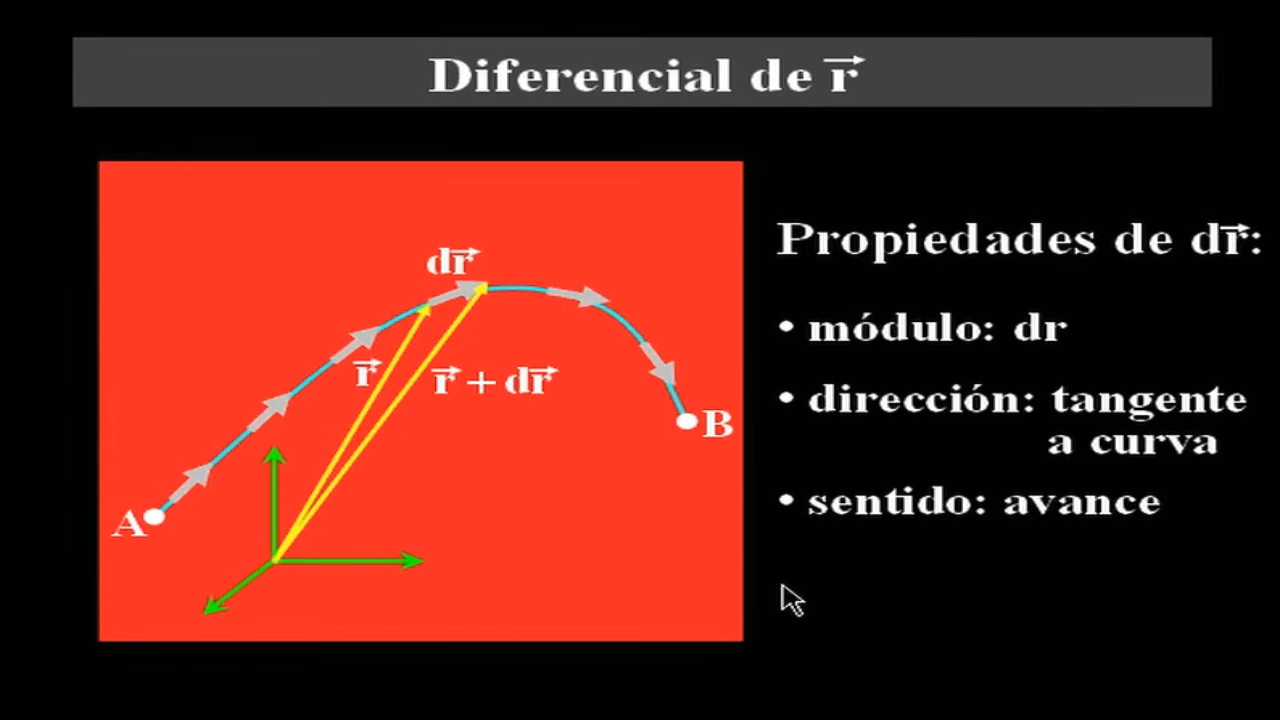 Diferencial de r⃗
dr⃗
r⃗
r⃗ + dr⃗
A
B
Propiedades de dr⃗:
• módulo: dr
• dirección: tangente
a curva
• sentido: avance